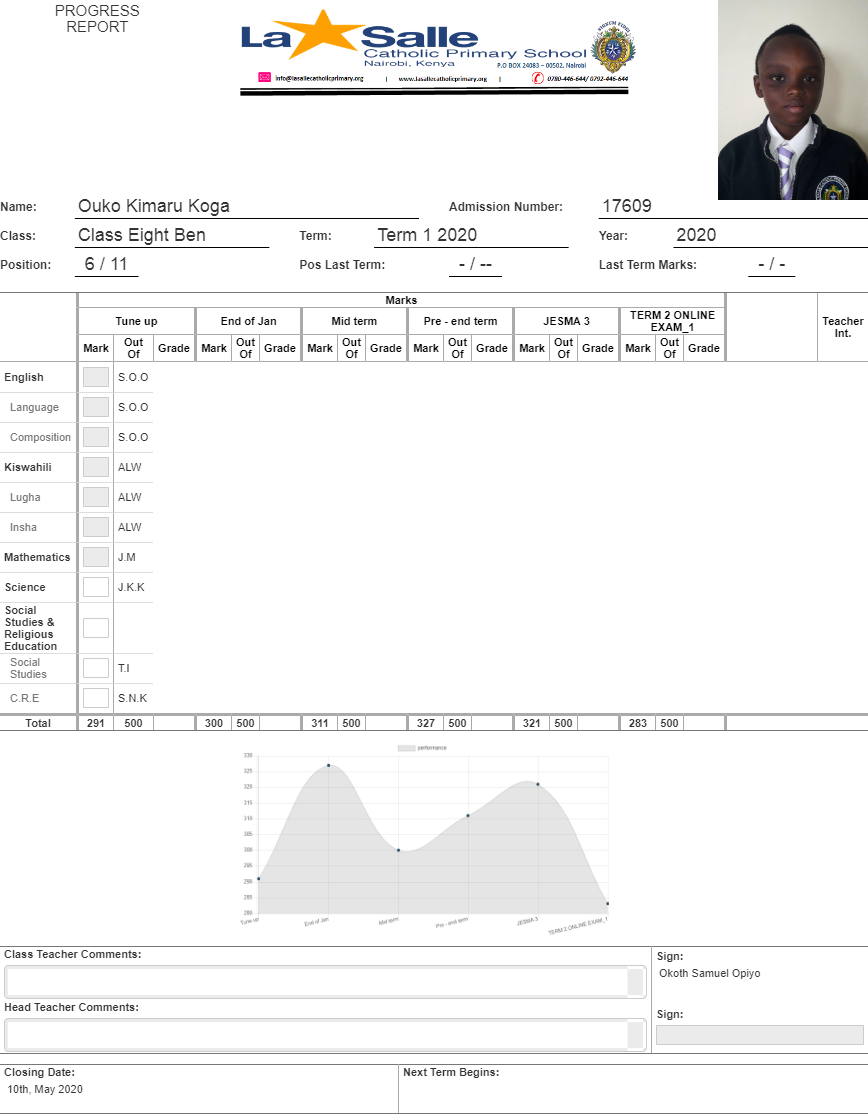 PROGRESS
REPORT
La Salle
Catholic Primary School
Nairobi, Kenya
P.O BOX 24083 – 00502, Nairobi
info@lasallecatholicprimary.org | www.lasallecatholicprimary.org | 0780-446-644/ 0792-446-644
Name: Ouko Kimaru Koga Admission Number: 17609
Class: Class Eight Ben Term: Term 1 2020 Year: 2020
Position: 6 / 11 Pos Last Term: - / -- Last Term Marks: - / -
Marks
Tune up End of Jan Mid term Pre - end term JESMA 3 TERM 2 ONLINE EXAM_1 Teacher Int.
Mark Out Of Grade Mark Out Of Grade Mark Out Of Grade Mark Out Of Grade Mark Out Of Grade Mark Out Of Grade
English S.O.O
Language S.O.O
Composition S.O.O
Kiswahili ALW
Lugha ALW
Insha ALW
Mathematics J.M
Science J.K.K
Social
Studies &
Religious
Education
Social
Studies T.I
C.R.E S.N.K
Total 291 500 300 500 311 500 327 500 321 500 283 500
performance
330
325
320
315
310
305
300
295
290
285
280
Tune up End of Jan Mid term Pre - end term JESMA 3 TERM 2 ONLINE EXAM_1
Class Teacher Comments: Sign:
Okoth Samuel Opiyo
Head Teacher Comments: Sign:
Closing Date: Next Term Begins:
10th, May 2020